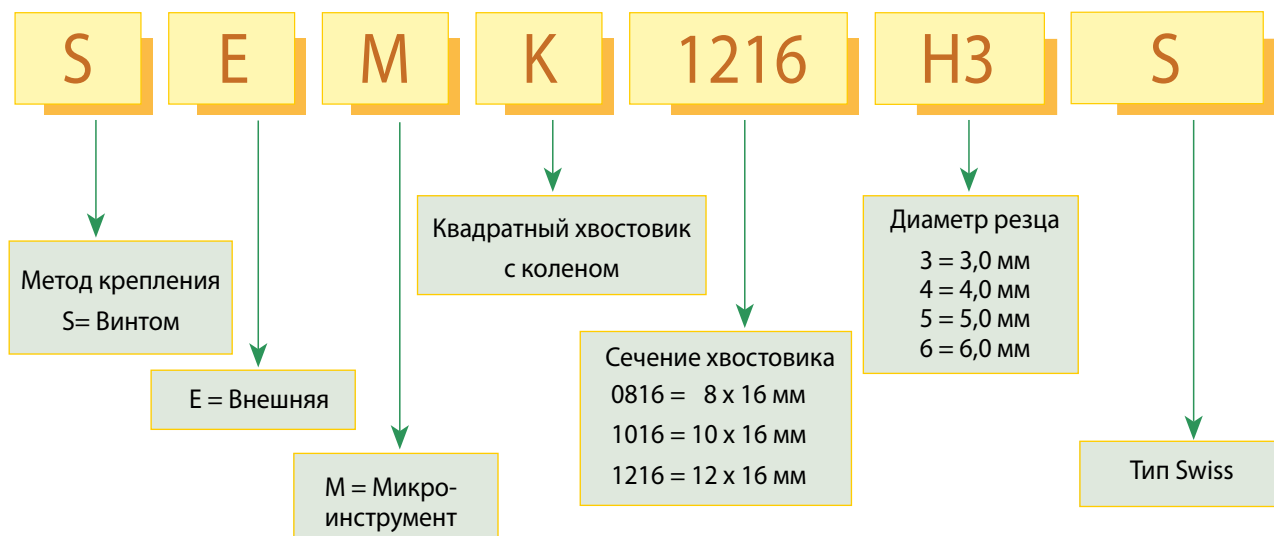 S E M K 1216 H3 S
Метод крепления
S= Винтом
E = Внешняя
M = Микро-
инструмент
Квадратный хвостовик
с коленом
Сечение хвостовика
0816 = 8 x 16 мм
1016 = 10 x 16 мм
1216 = 12 x 16 мм
Диаметр резца
3 = 3,0 мм
4 = 4,0 мм
5 = 5,0 мм
6 = 6,0 мм
Тип Swiss